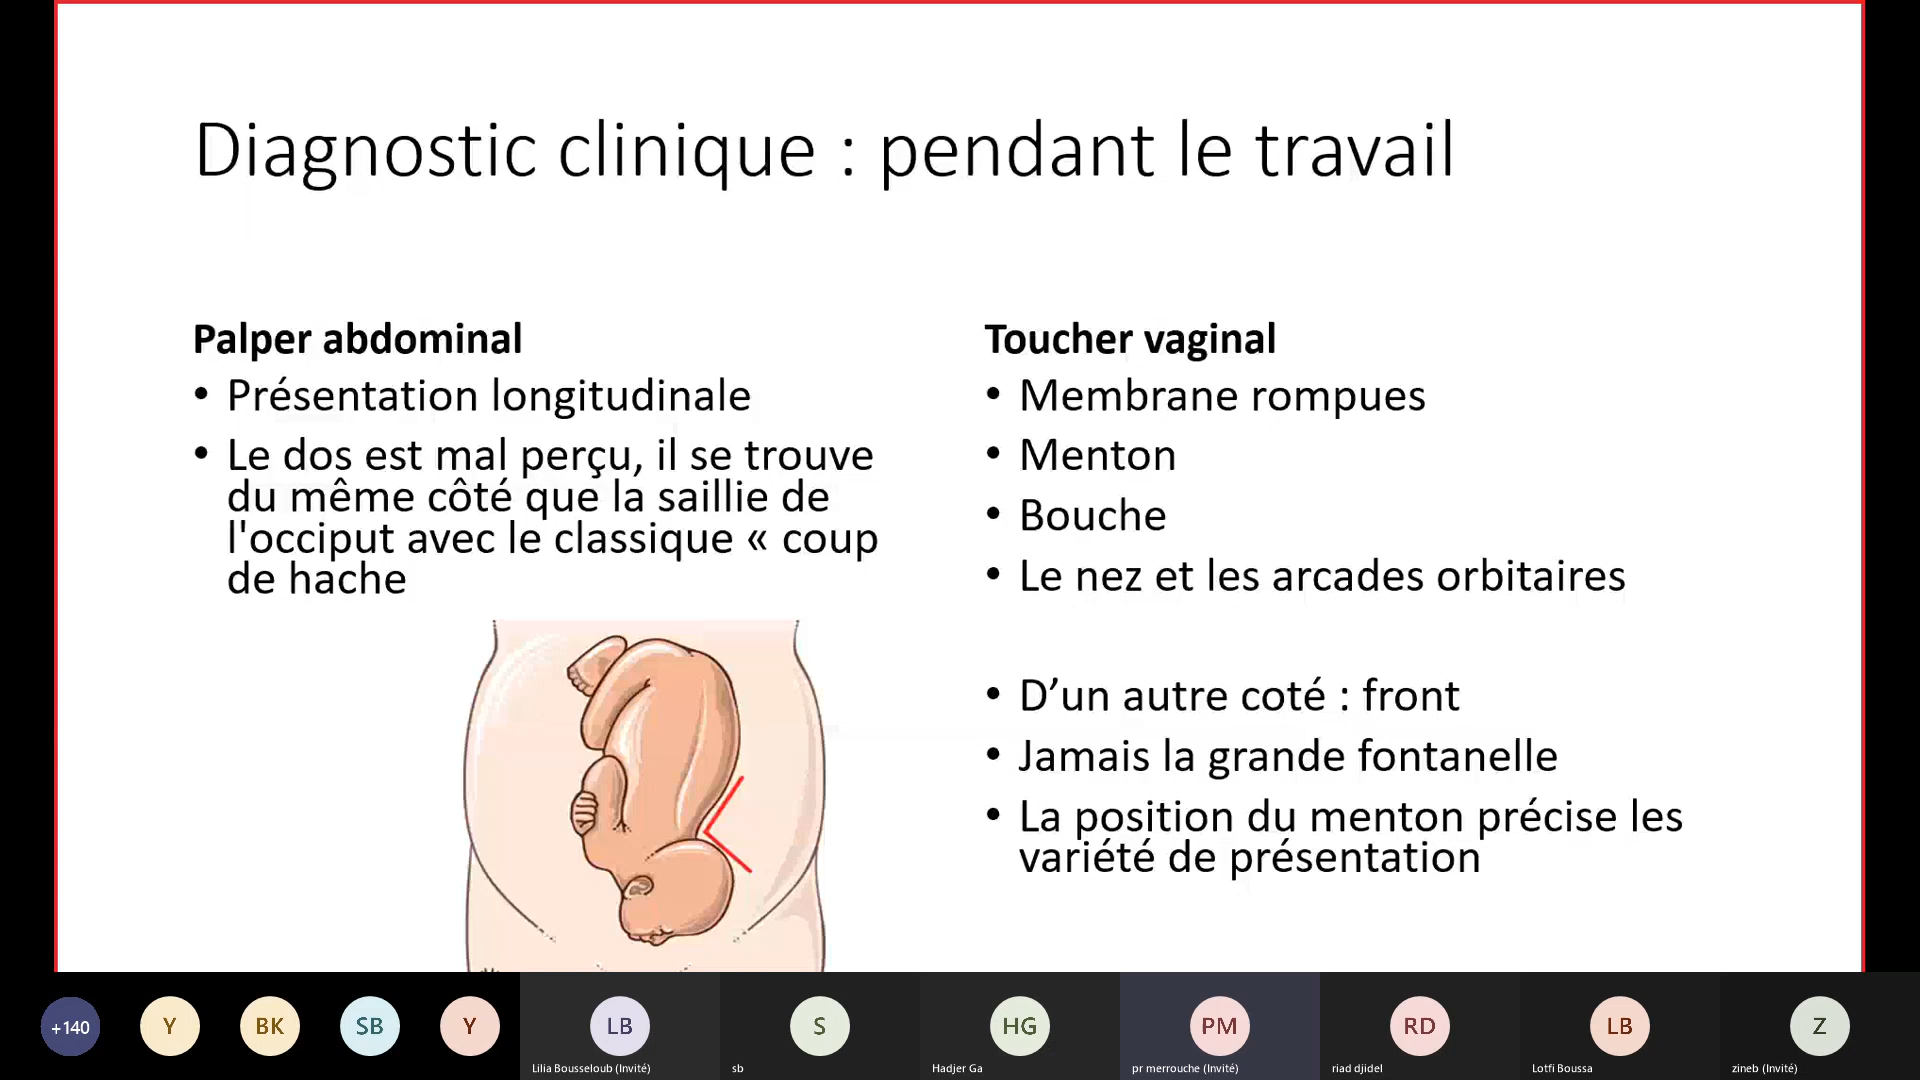 Diagnostic clinique : pendant le travail
Palper abdominal
• Présentation longitudinale
• Le dos est mal perçu, il se trouve
du même côté que la saillie de
l'occiput avec le classique « coup
de hache
Toucher vaginal
• Membrane rompues
• Menton
• Bouche
• Le nez et les arcades orbitaires
• D’un autre coté : front
• Jamais la grande fontanelle
• La position du menton précise les
variété de présentation
+140
Y
BK
SB
Y
LB
Lilia Bousseloub (Invité)
S
sb
HG
Hadjer Ga
PM
pr merrouche (Invité)
RD
riad djidel
LB
Lotfi Boussa
Z
zineb (Invité)